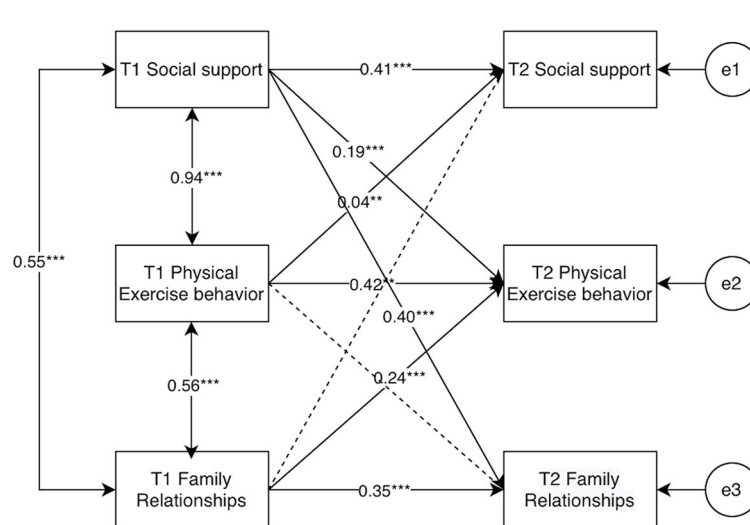 T1 Social support
0.41***
T2 Social support
e1
0.19***
0.94***
0.04**
0.55***
T1 Physical
Exercise behavior
0.42**
T2 Physical
Exercise behavior
e2
0.40***
0.56***
0.24***
T1 Family
Relationships
0.35***
T2 Family
Relationships
e3